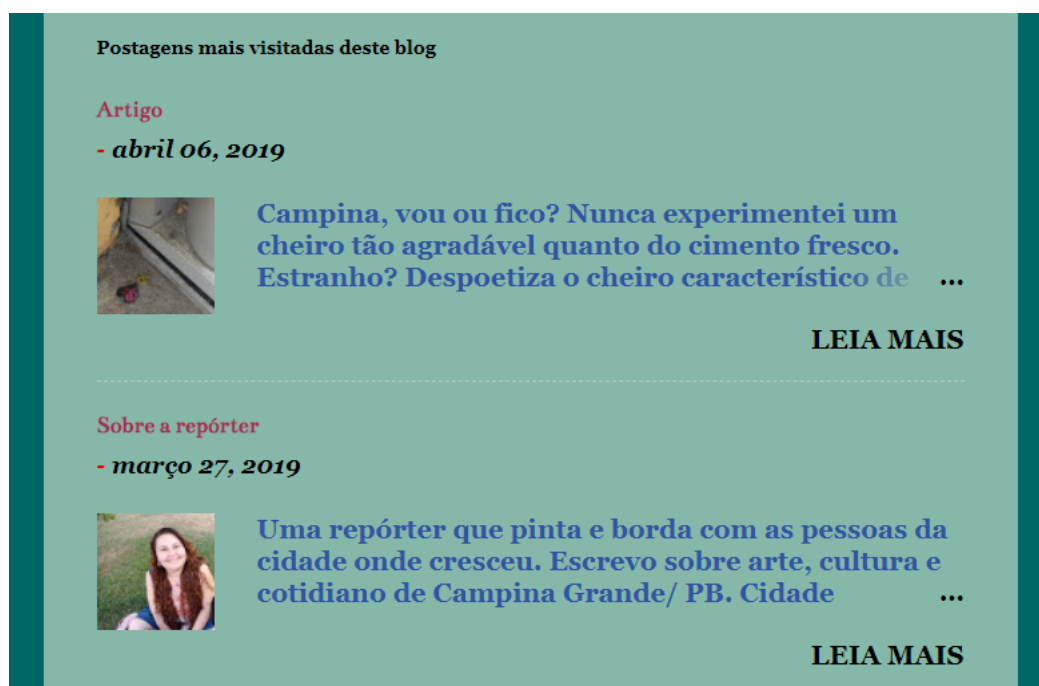 Postagens mais visitadas deste blog
Artigo
- abril 06, 2019
Campina, vou ou fico? Nunca experimentei um
cheiro tão agradável quanto do cimento fresco.
Estranho? Despoetiza o cheiro característico de ...
LEIA MAIS
Sobre a repórter
- março 27, 2019
Uma repórter que pinta e borda com as pessoas da
cidade onde cresceu. Escrevo sobre arte, cultura e
cotidiano de Campina Grande/ PB. Cidade ...
LEIA MAIS